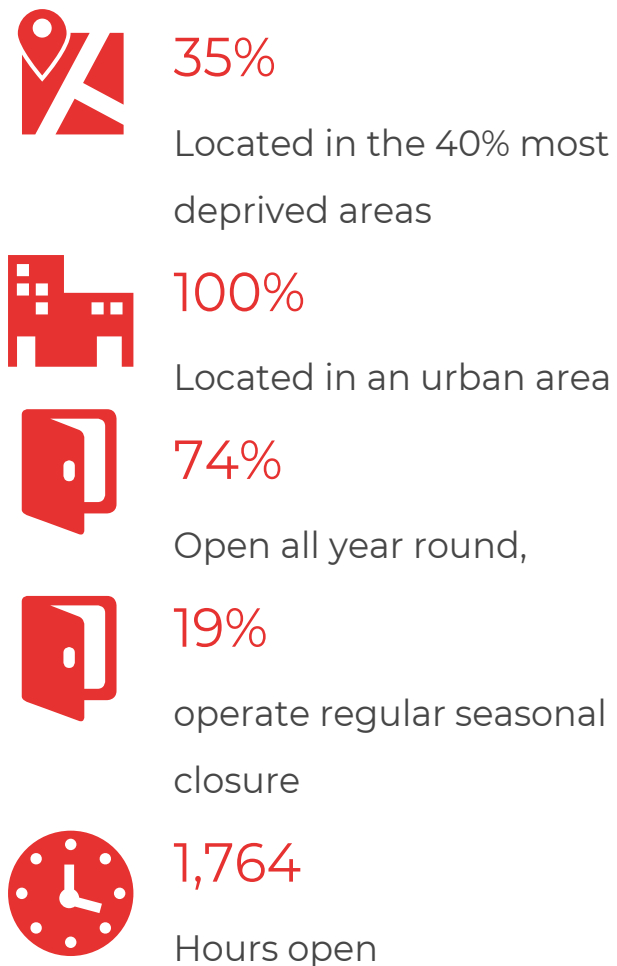 35%
Located in the 40% most
deprived areas
100%
Located in an urban area
74%
Open all year round,
19%
operate regular seasonal
closure
1,764
Hours open